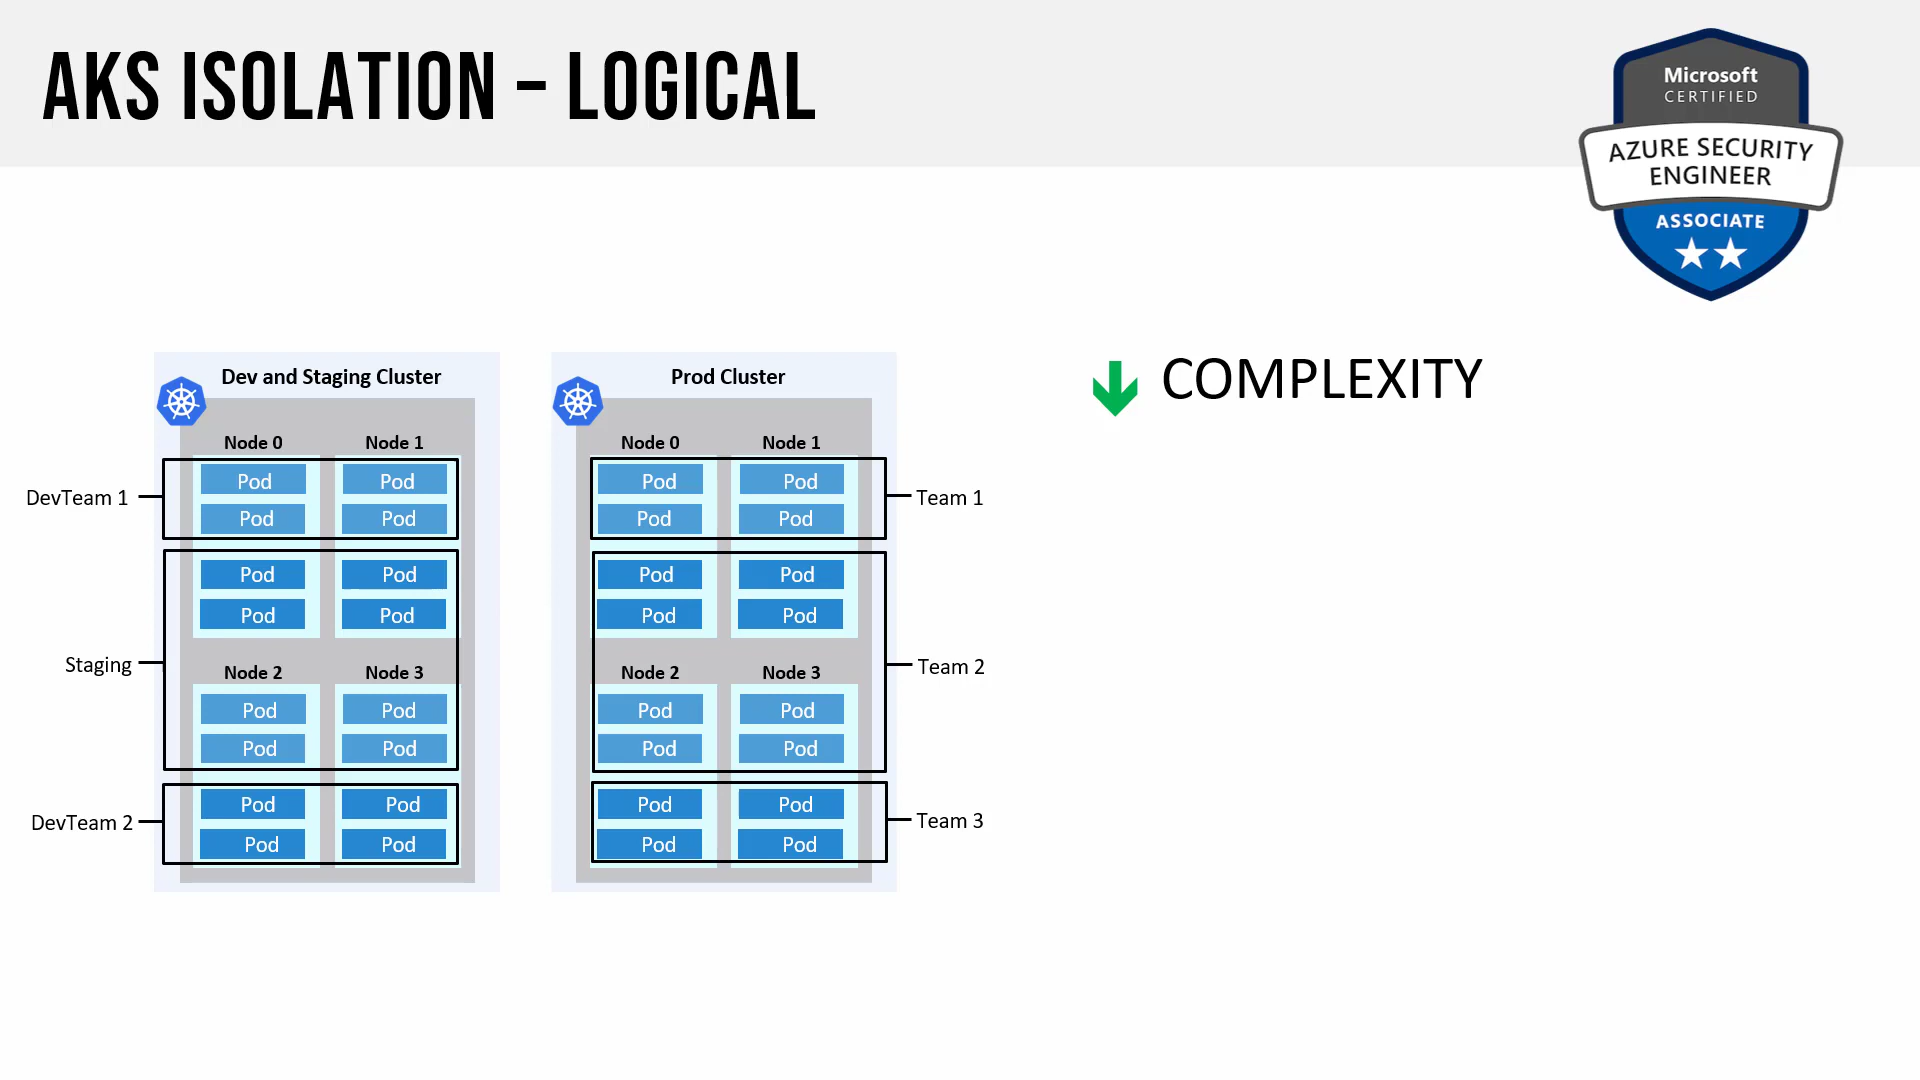 AKS ISOLATION – LOGICAL
Microsoft
CERTIFIED
AZURE SECURITY
ENGINEER
ASSOCIATE
Dev and Staging Cluster
Node 0 Node 1
DevTeam 1
Pod Pod
Pod Pod
Staging
Pod Pod
Pod Pod
Node 2 Node 3
Pod Pod
Pod Pod
DevTeam 2
Pod Pod
Pod Pod
Prod Cluster
Node 0 Node 1
Pod Pod
Pod Pod
Team 1
Pod Pod
Pod Pod
Node 2 Node 3
Team 2
Pod Pod
Pod Pod
Pod Pod
Pod Pod
Team 3
COMPLEXITY